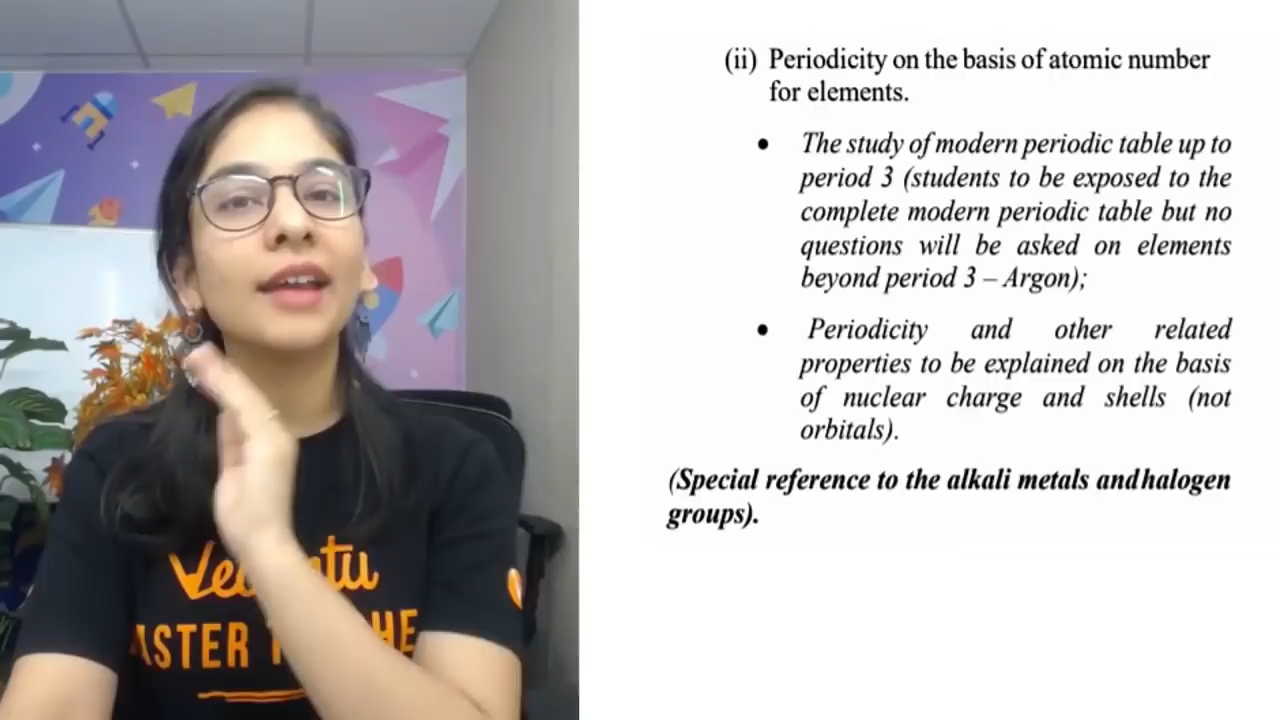 (ii) Periodicity on the basis of atomic number
for elements.
• The study of modern periodic table up to
period 3 (students to be exposed to the
complete modern periodic table but no
questions will be asked on elements
beyond period 3 – Argon);
• Periodicity and other related
properties to be explained on the basis
of nuclear charge and shells (not
orbitals).
(Special reference to the alkali metals and halogen
groups).